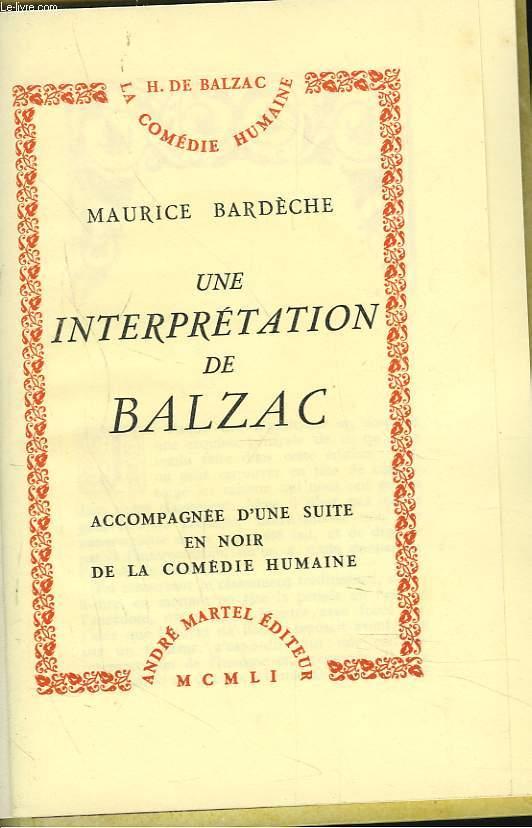 Le-livre.com
H. DE BALZAC
LA COMÉDIE HUMAINE
MAURICE BARDÈCHE
UNE
INTERPRÉTATION
DE
BALZAC
ACCOMPAGNÉE D'UNE SUITE
EN NOIR
DE LA COMÉDIE HUMAINE
ANDRÉ MARTEL ÉDITEUR
MCMLI